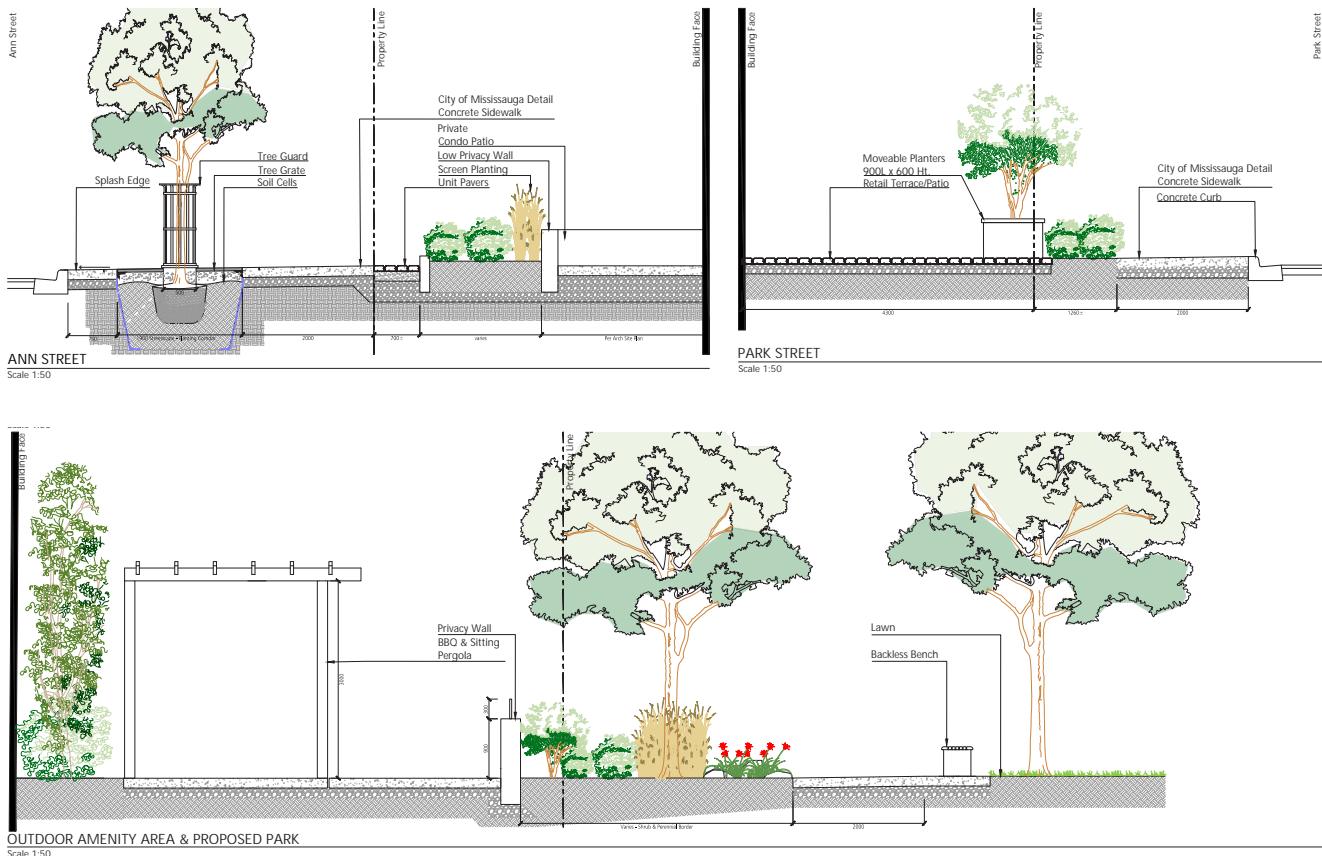 Ann Street
Property Line
Building Face
City of Mississauga Detail
Concrete Sidewalk
Private
Condo Patio
Low Privacy Wall
Screen Planting
Unit Pavers
Tree Guard
Tree Grate
Soil Cells
Splash Edge
2000
700±
varies
Per Arch Site Plan
ANN STREET
Scale 1:50
Building Face
Property Line
Park Street
Moveable Planters
900L x 600 Ht.
Retail Terrace/Patio
City of Mississauga Detail
Concrete Sidewalk
Concrete Curb
4300
1260±
2000
PARK STREET
Scale 1:50
Building Face
Property Line
Privacy Wall
BBQ & Sitting
Pergola
3000
300
900
Lawn
Backless Bench
Varies - Shrub & Perennial Border
2000
OUTDOOR AMENITY AREA & PROPOSED PARK
Scale 1:50